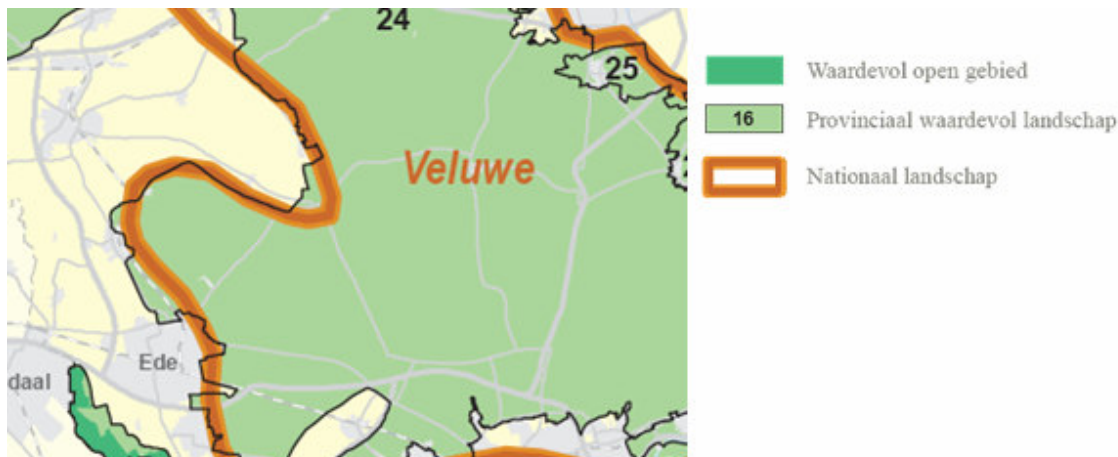 24
25
Veluwe
Ede
daal
Waardevol open gebied
16 Provinciaal waardevol landschap
Nationaal landschap